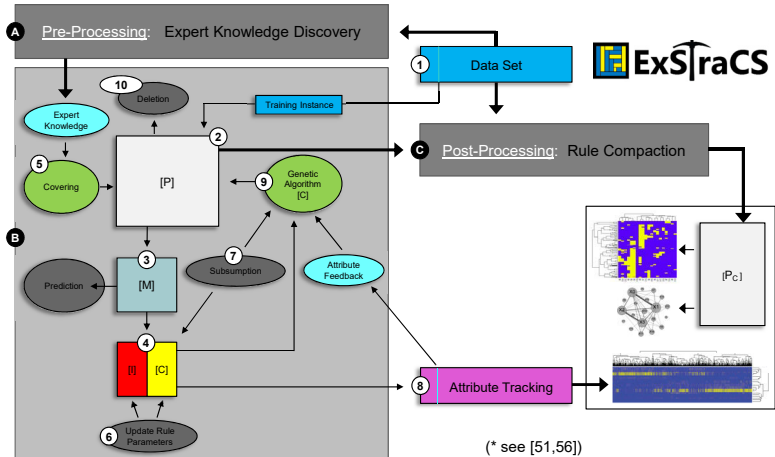 A Pre-Processing: Expert Knowledge Discovery
1 Data Set
ExSTraCS
10
Deletion
Training Instance
Expert
Knowledge
2
[P]
C Post-Processing: Rule Compaction
5
Covering
9
Genetic
Algorithm
[C]
B
3
[M]
Prediction
7
Subsumption
Attribute
Feedback
[PC]
4
[I] [C]
8 Attribute Tracking
6 Update Rule
Parameters
(* see [51,56])